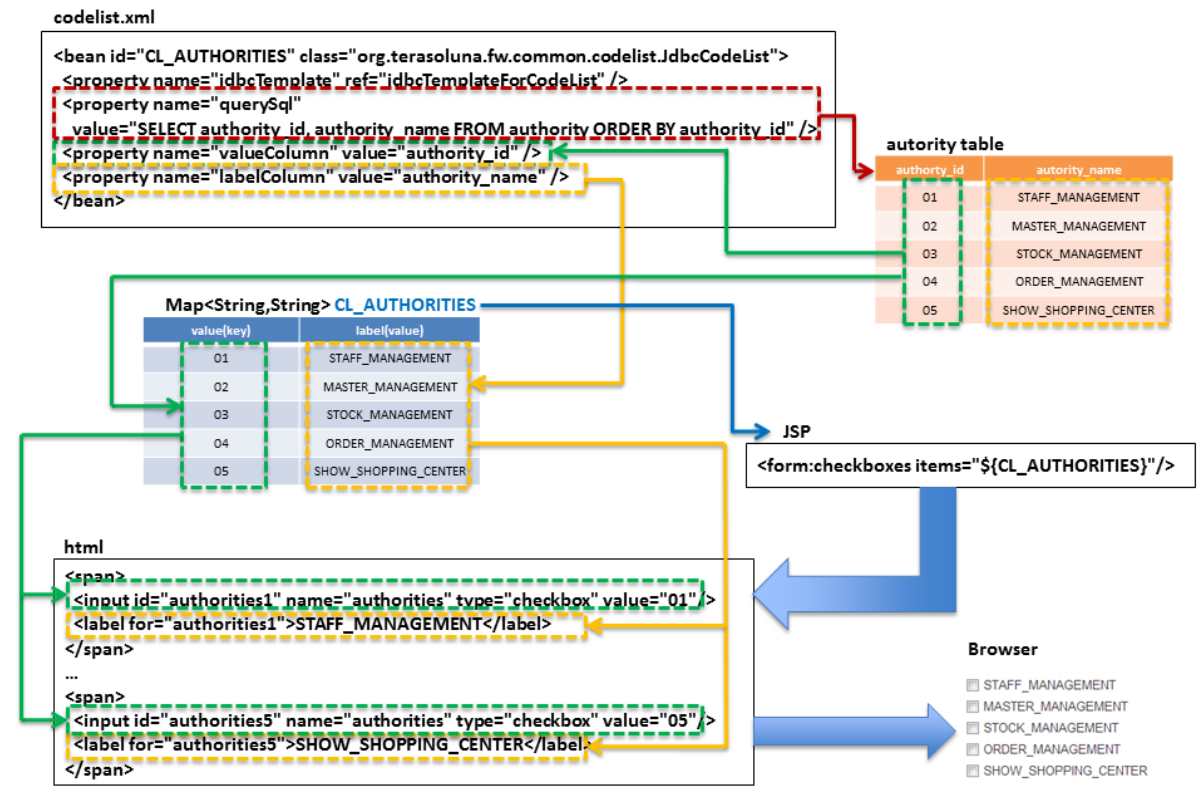 codelist.xml
<bean id="CL_AUTHORITIES" class="org.terasoluna.fw.common.codelist.JdbcCodeList">
<property name="jdbcTemplate" ref="jdbcTemplateForCodeList" />
<property name="querySql"
value="SELECT authority_id, authority_name FROM authority ORDER BY authority_id" />
<property name="valueColumn" value="authority_id" />
<property name="labelColumn" value="authority_name" />
</bean>
autority table
authorty_id autority_name
01 STAFF_MANAGEMENT
02 MASTER_MANAGEMENT
03 STOCK_MANAGEMENT
04 ORDER_MANAGEMENT
05 SHOW_SHOPPING_CENTER
Map<String,String> CL_AUTHORITIES
value(key) label(value)
01 STAFF_MANAGEMENT
02 MASTER_MANAGEMENT
03 STOCK_MANAGEMENT
04 ORDER_MANAGEMENT
05 SHOW_SHOPPING_CENTER
JSP
<form:checkboxes items="${CL_AUTHORITIES}"/>
html
<span>
<input id="authorities1" name="authorities" type="checkbox" value="01"/>
<label for="authorities1">STAFF_MANAGEMENT</label>
</span>
...
<span>
<input id="authorities5" name="authorities" type="checkbox" value="05"/>
<label for="authorities5">SHOW_SHOPPING_CENTER</label>
</span>
Browser
STAFF_MANAGEMENT
MASTER_MANAGEMENT
STOCK_MANAGEMENT
ORDER_MANAGEMENT
SHOW_SHOPPING_CENTER